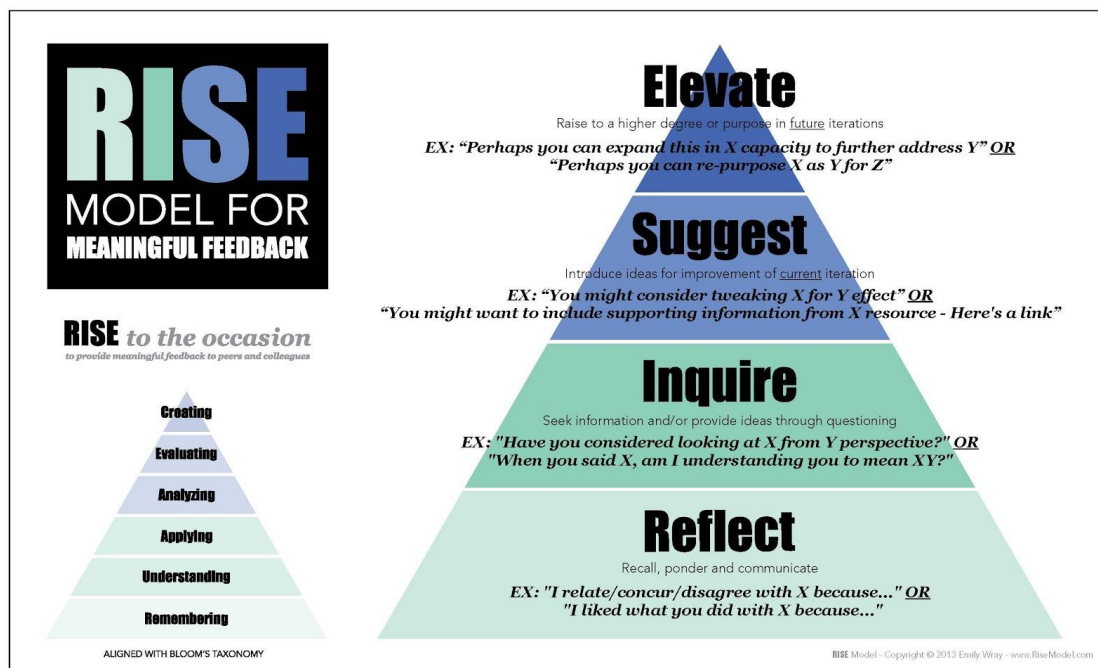 RISE
MODEL FOR
MEANINGFUL FEEDBACK
RISE to the occasion
to provide meaningful feedback to peers and colleagues
Creating
Evaluating
Analyzing
Applying
Understanding
Remembering
ALIGNED WITH BLOOM'S TAXONOMY
Elevate
Raise to a higher degree or purpose in future iterations
EX: “Perhaps you can expand this in X capacity to further address Y” OR
“Perhaps you can re-purpose X as Y for Z”
Suggest
Introduce ideas for improvement of current iteration
EX: “You might consider tweaking X for Y effect” OR
“You might want to include supporting information from X resource - Here's a link”
Inquire
Seek information and/or provide ideas through questioning
EX: "Have you considered looking at X from Y perspective?" OR
"When you said X, am I understanding you to mean XY?"
Reflect
Recall, ponder and communicate
EX: "I relate/concur/disagree with X because..." OR
"I liked what you did with X because..."
RISE Model - Copyright © 2013 Emily Wray - www.RiseModel.com